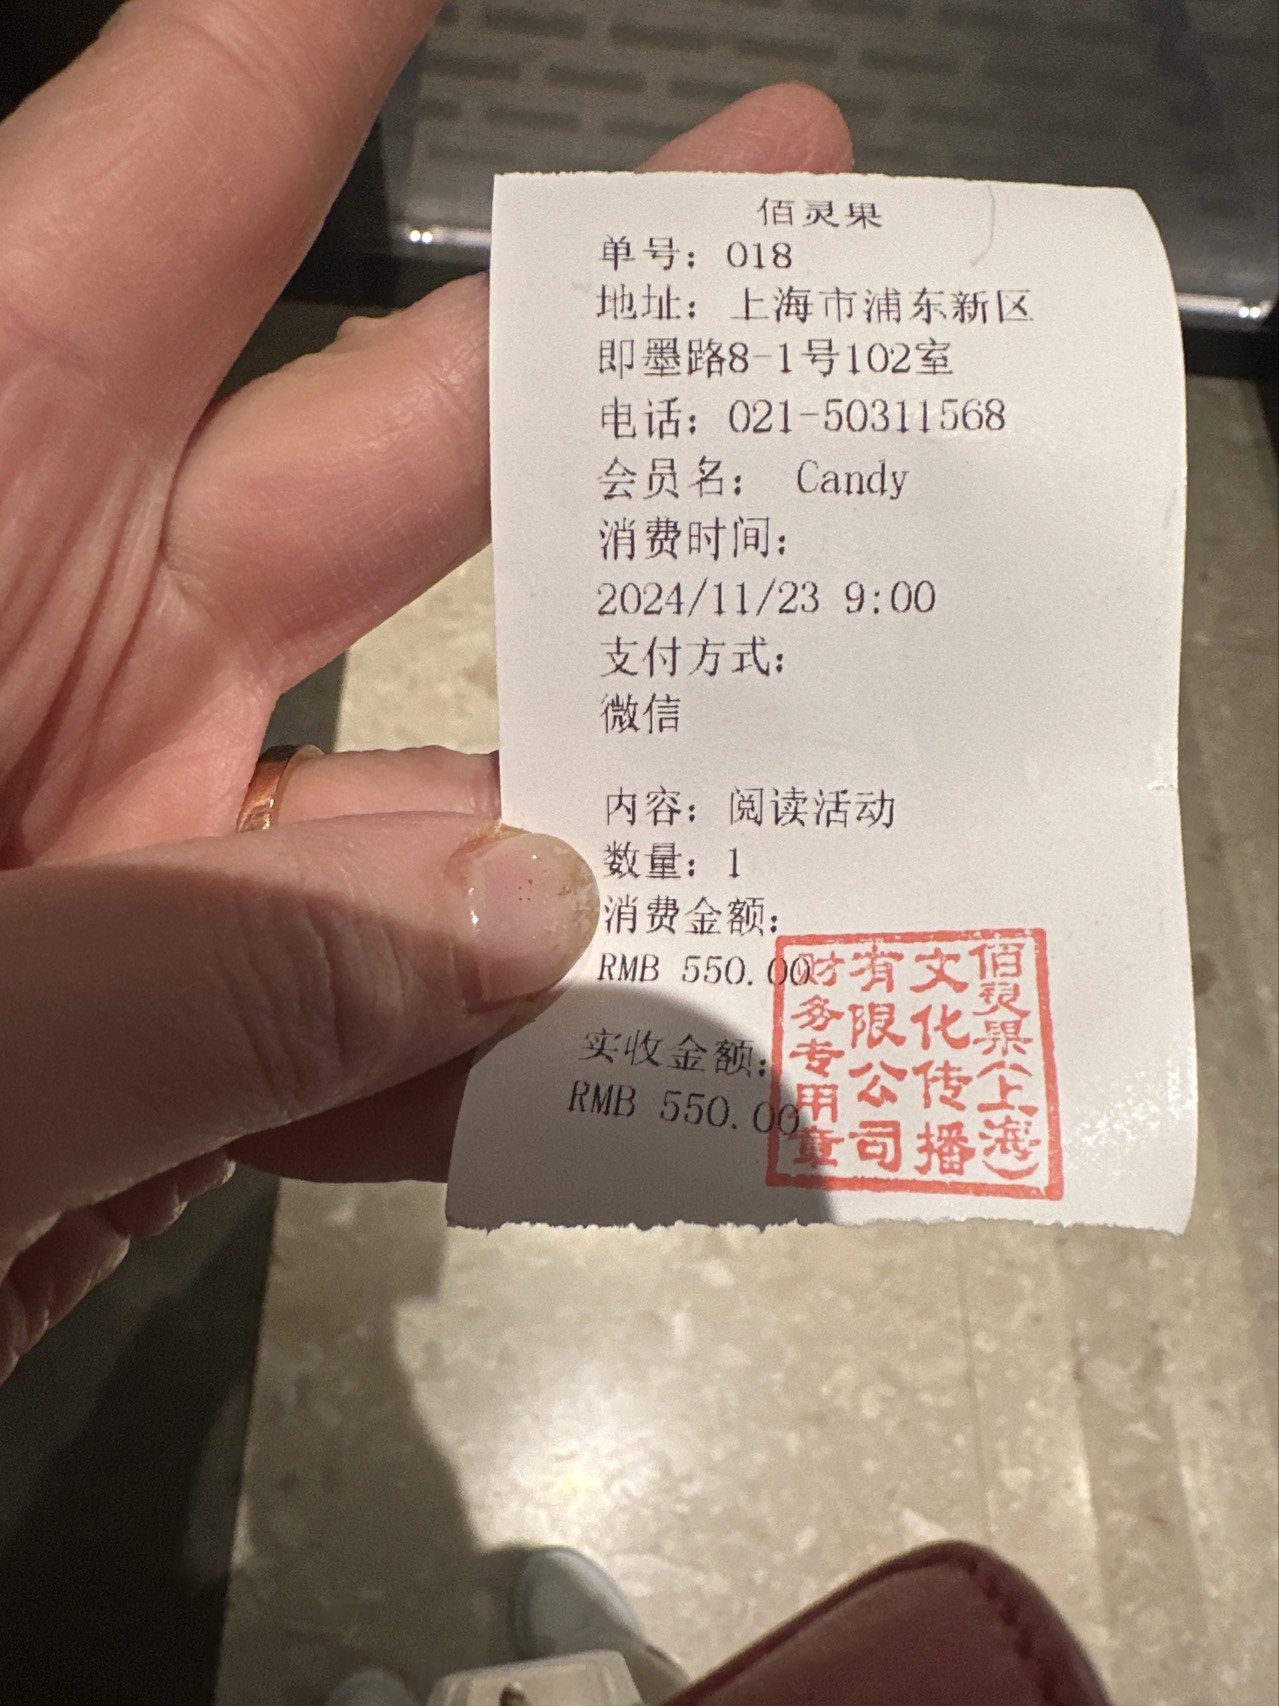 佰灵果
单号：018
地址：上海市浦东新区
即墨路8-1号102室
电话：021-50311568
会员名： Candy
消费时间：
2024/11/23 9:00
支付方式：
微信
内容：阅读活动
数量：1
消费金额：
RMB 550.00
实收金额：
RMB 550.00
佰灵果（上海）
文化传播
有限公司
财务专用章